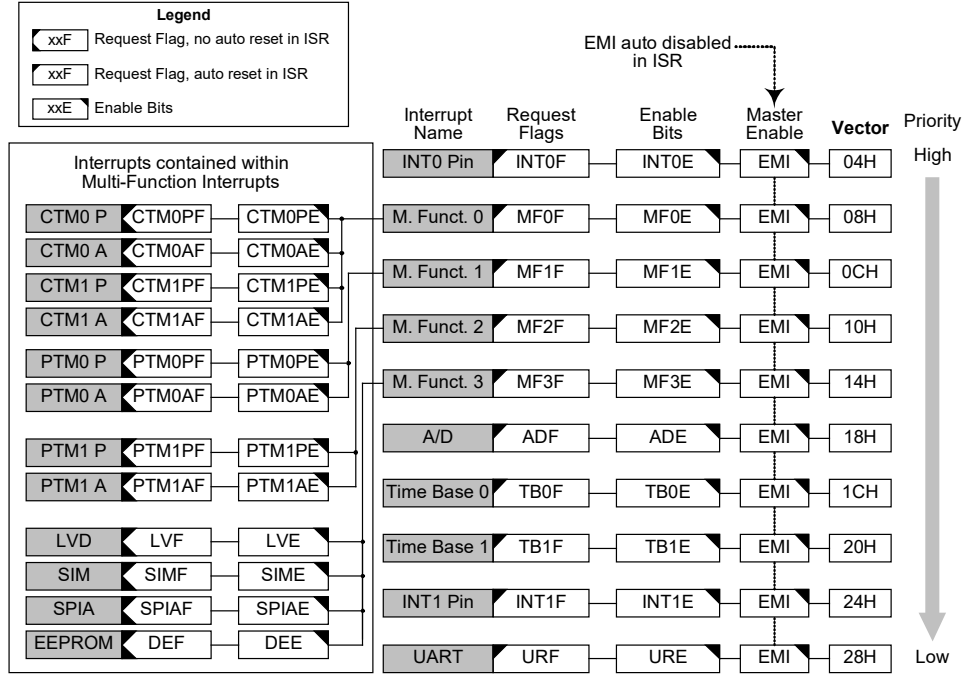 Legend
xxF Request Flag, no auto reset in ISR
xxF Request Flag, auto reset in ISR
xxE Enable Bits
EMI auto disabled
in ISR
Interrupt Name Request Flags Enable Bits Master Enable Vector Priority
INT0 Pin INT0F INT0E EMI 04H High
M. Funct. 0 MF0F MF0E EMI 08H
M. Funct. 1 MF1F MF1E EMI 0CH
M. Funct. 2 MF2F MF2E EMI 10H
M. Funct. 3 MF3F MF3E EMI 14H
A/D ADF ADE EMI 18H
Time Base 0 TB0F TB0E EMI 1CH
Time Base 1 TB1F TB1E EMI 20H
INT1 Pin INT1F INT1E EMI 24H
UART URF URE EMI 28H Low
Interrupts contained within
Multi-Function Interrupts
CTM0 P CTM0PF CTM0PE
CTM0 A CTM0AF CTM0AE
CTM1 P CTM1PF CTM1PE
CTM1 A CTM1AF CTM1AE
PTM0 P PTM0PF PTM0PE
PTM0 A PTM0AF PTM0AE
PTM1 P PTM1PF PTM1PE
PTM1 A PTM1AF PTM1AE
LVD LVF LVE
SIM SIMF SIME
SPIA SPIAF SPIAE
EEPROM DEF DEE